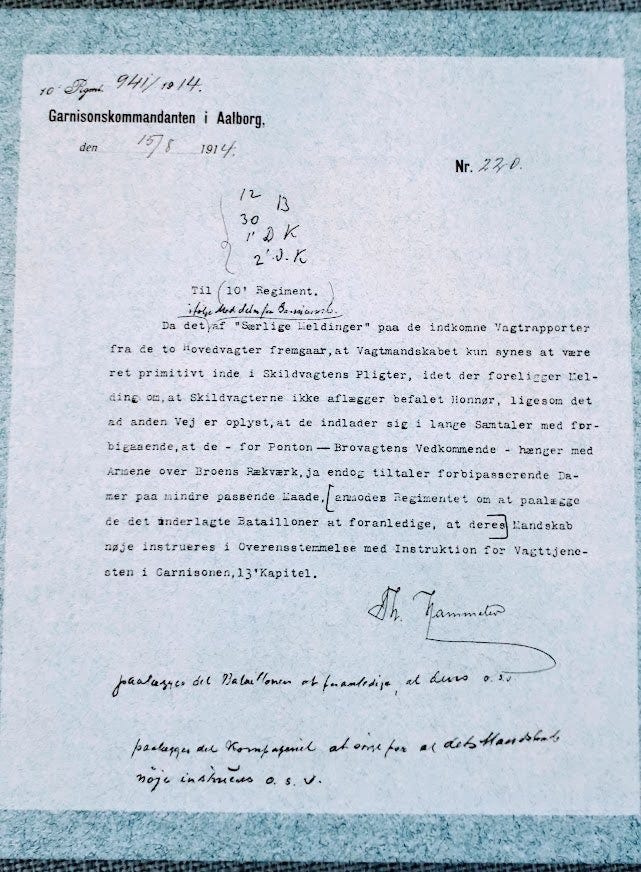 10' Regmt. 941/1914.
Garnisonskommandanten i Aalborg,
den 15/8 1914.
Nr. 220.
12 13
30
1' D K
2' D. K
Til (10' Regiment.)
ifølge Meddelelse fra
Da det af "Særlige Meldinger" paa de indkomne Vagtrapporter
fra de to Hovedvagter fremgaar, at Vagtmandskabet kun synes at være
ret primitivt inde i Skildvagtens Pligter, idet der foreligger Mel-
ding om, at Skildvagterne ikke aflægger befalet Honnør, ligesom det
ad anden Vej er oplyst, at de indlader sig i lange Samtaler med for-
bigaaende, at de - for Ponton — Brovagtens Vedkommende - hænger med
Armene over Broens Rækværk, ja endog tiltaler forbipasserende Da-
mer paa mindre passende Maade, [anmodes Regimentet om at paalægge
de det underlagte Batailloner at foranledige, at deres] Mandskab
nøje instrueres i Overensstemmelse med Instruktion for Vagttjene-
sten i Garnisonen, 13' Kapitel.
Th.
paalægges det Bataillonen at foranledige, at deres o.s.v
paalægges det Kompagniet at sørge for at dets Mandskab
nöje instrueres o. s. v.